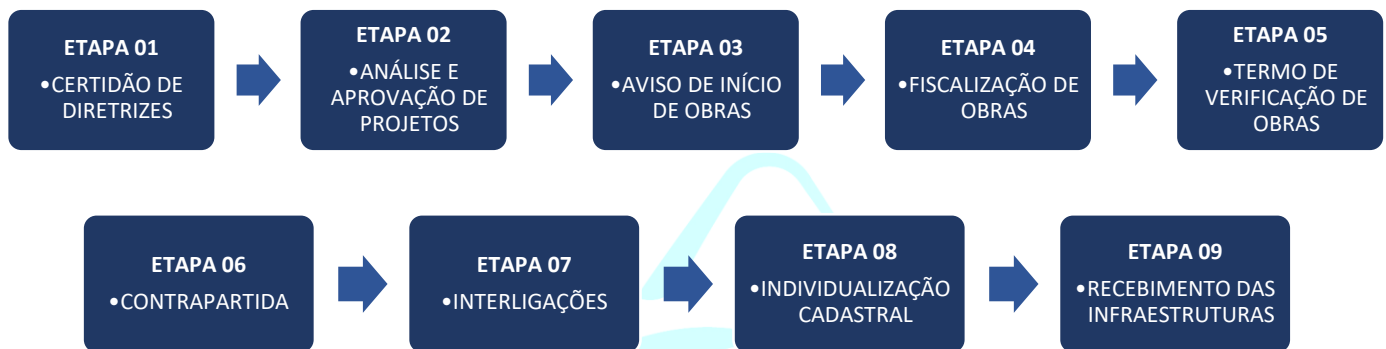 ETAPA 01
•CERTIDÃO DE
DIRETRIZES
ETAPA 02
•ANÁLISE E
APROVAÇÃO DE
PROJETOS
ETAPA 03
•AVISO DE INÍCIO
DE OBRAS
ETAPA 04
•FISCALIZAÇÃO DE
OBRAS
ETAPA 05
•TERMO DE
VERIFICAÇÃO DE
OBRAS
ETAPA 06
•CONTRAPARTIDA
ETAPA 07
•INTERLIGAÇÕES
ETAPA 08
•INDIVIDUALIZAÇÃO
CADASTRAL
ETAPA 09
•RECEBIMENTO DAS
INFRAESTRUTURAS